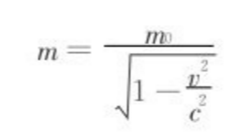 m = m₀ / √(1 − v²/c²)